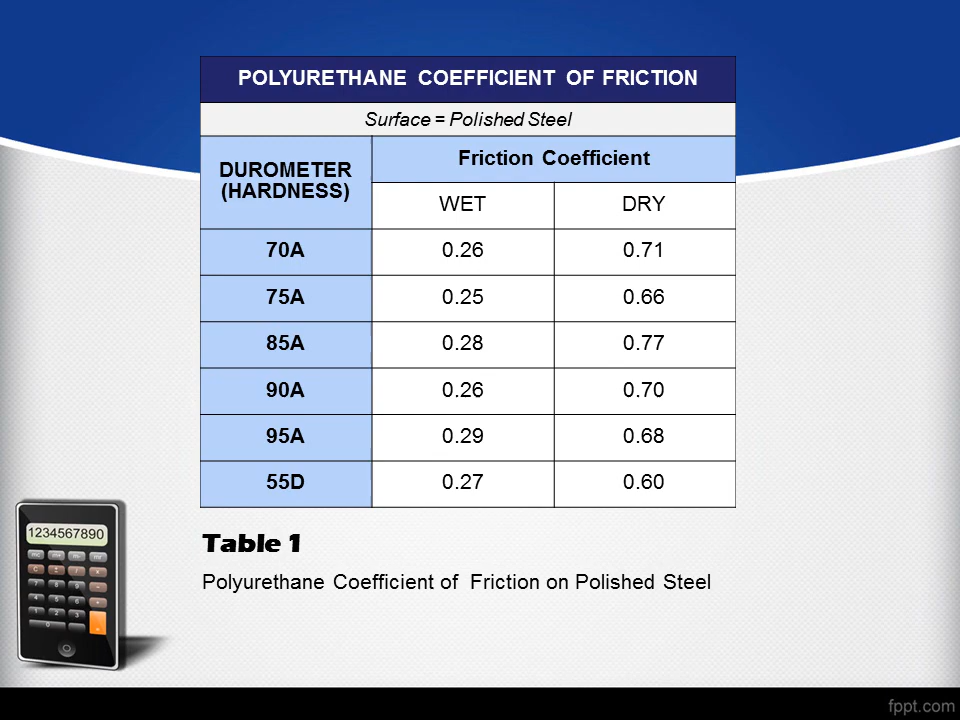 POLYURETHANE COEFFICIENT OF FRICTION
Surface = Polished Steel
DUROMETER
(HARDNESS)
Friction Coefficient
WET DRY
70A 0.26 0.71
75A 0.25 0.66
85A 0.28 0.77
90A 0.26 0.70
95A 0.29 0.68
55D 0.27 0.60
Table 1
Polyurethane Coefficient of Friction on Polished Steel
1234567890
fppt.com